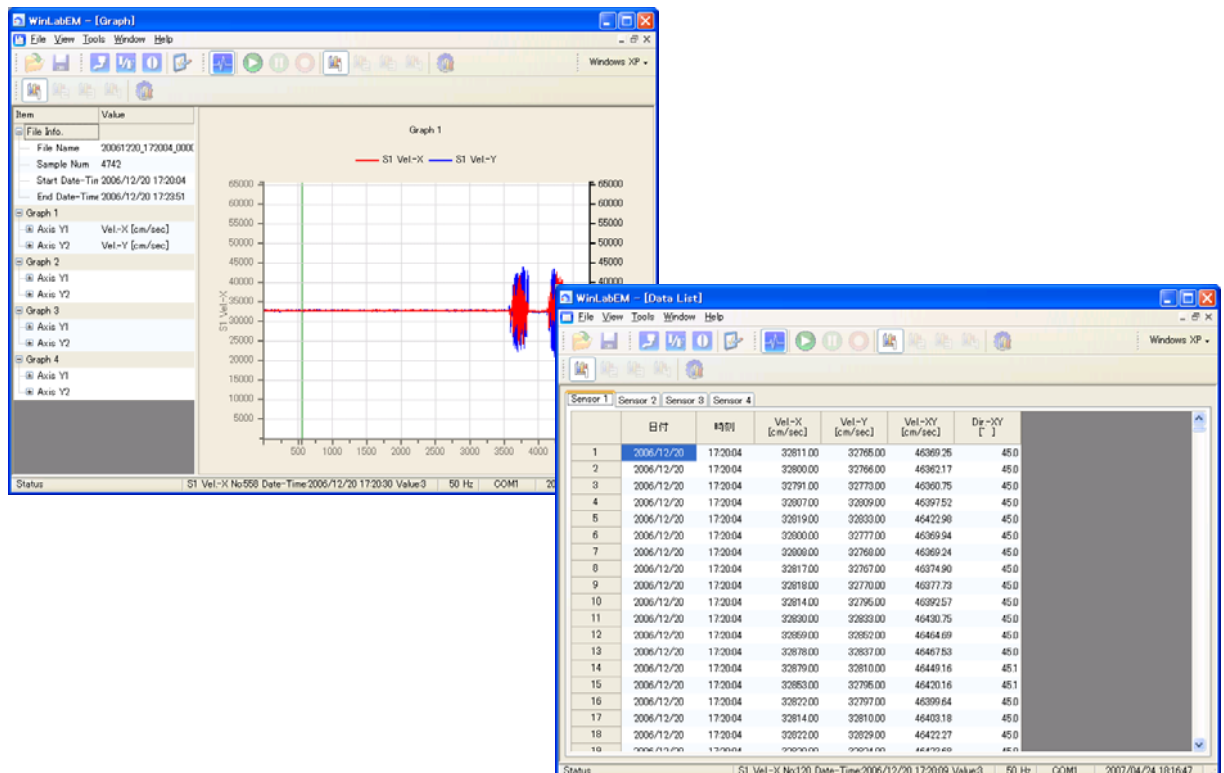 WinLabEM - [Graph]
File View Tools Window Help
Windows XP
Item Value
File Info.
File Name 20061220_172004_000
Sample Num 4742
Start Date-Tin 2006/12/20 17:20:04
End Date-Time 2006/12/20 17:23:51
Graph 1
Axis Y1 Vel.-X [cm/sec]
Axis Y2 Vel.-Y [cm/sec]
Graph 2
Axis Y1
Axis Y2
Graph 3
Axis Y1
Axis Y2
Graph 4
Axis Y1
Axis Y2
Graph 1
S1 Vel.-X S1 Vel.-Y
65000 65000
60000 60000
55000 55000
50000 50000
45000 45000
40000 40000
35000
30000
25000
20000
15000
10000
5000
S1 Vel.-X
500 1000 1500 2000 2500 3000 3500 4000
Status S1 Vel.-X No:558 Date-Time:2006/12/20 17:20:30 Value:3 50 Hz COM1 20
WinLabEM - [Data List]
File View Tools Window Help
Windows XP
Sensor 1 Sensor 2 Sensor 3 Sensor 4
日付 時刻 Vel.-X [cm/sec] Vel.-Y [cm/sec] Vel.-XY [cm/sec] Dir.-XY [°]
1 2006/12/20 17:20:04 32811.00 32765.00 46369.25 45.0
2 2006/12/20 17:20:04 32800.00 32766.00 46362.17 45.0
3 2006/12/20 17:20:04 32791.00 32773.00 46360.75 45.0
4 2006/12/20 17:20:04 32807.00 32809.00 46397.52 45.0
5 2006/12/20 17:20:04 32819.00 32833.00 46422.98 45.0
6 2006/12/20 17:20:04 32800.00 32777.00 46369.94 45.0
7 2006/12/20 17:20:04 32808.00 32768.00 46369.24 45.0
8 2006/12/20 17:20:04 32817.00 32767.00 46374.90 45.0
9 2006/12/20 17:20:04 32818.00 32770.00 46377.73 45.0
10 2006/12/20 17:20:04 32814.00 32795.00 46392.57 45.0
11 2006/12/20 17:20:04 32830.00 32833.00 46430.75 45.0
12 2006/12/20 17:20:04 32859.00 32852.00 46464.69 45.0
13 2006/12/20 17:20:04 32878.00 32837.00 46467.53 45.0
14 2006/12/20 17:20:04 32879.00 32810.00 46449.16 45.1
15 2006/12/20 17:20:04 32853.00 32795.00 46420.16 45.1
16 2006/12/20 17:20:04 32822.00 32797.00 46399.64 45.0
17 2006/12/20 17:20:04 32814.00 32810.00 46403.18 45.0
18 2006/12/20 17:20:04 32822.00 32829.00 46422.27 45.0
Status S1 Vel.-X No:120 Date-Time:2006/12/20 17:20:09 Value:3 50 Hz COM1 2007/04/24 18:16:47